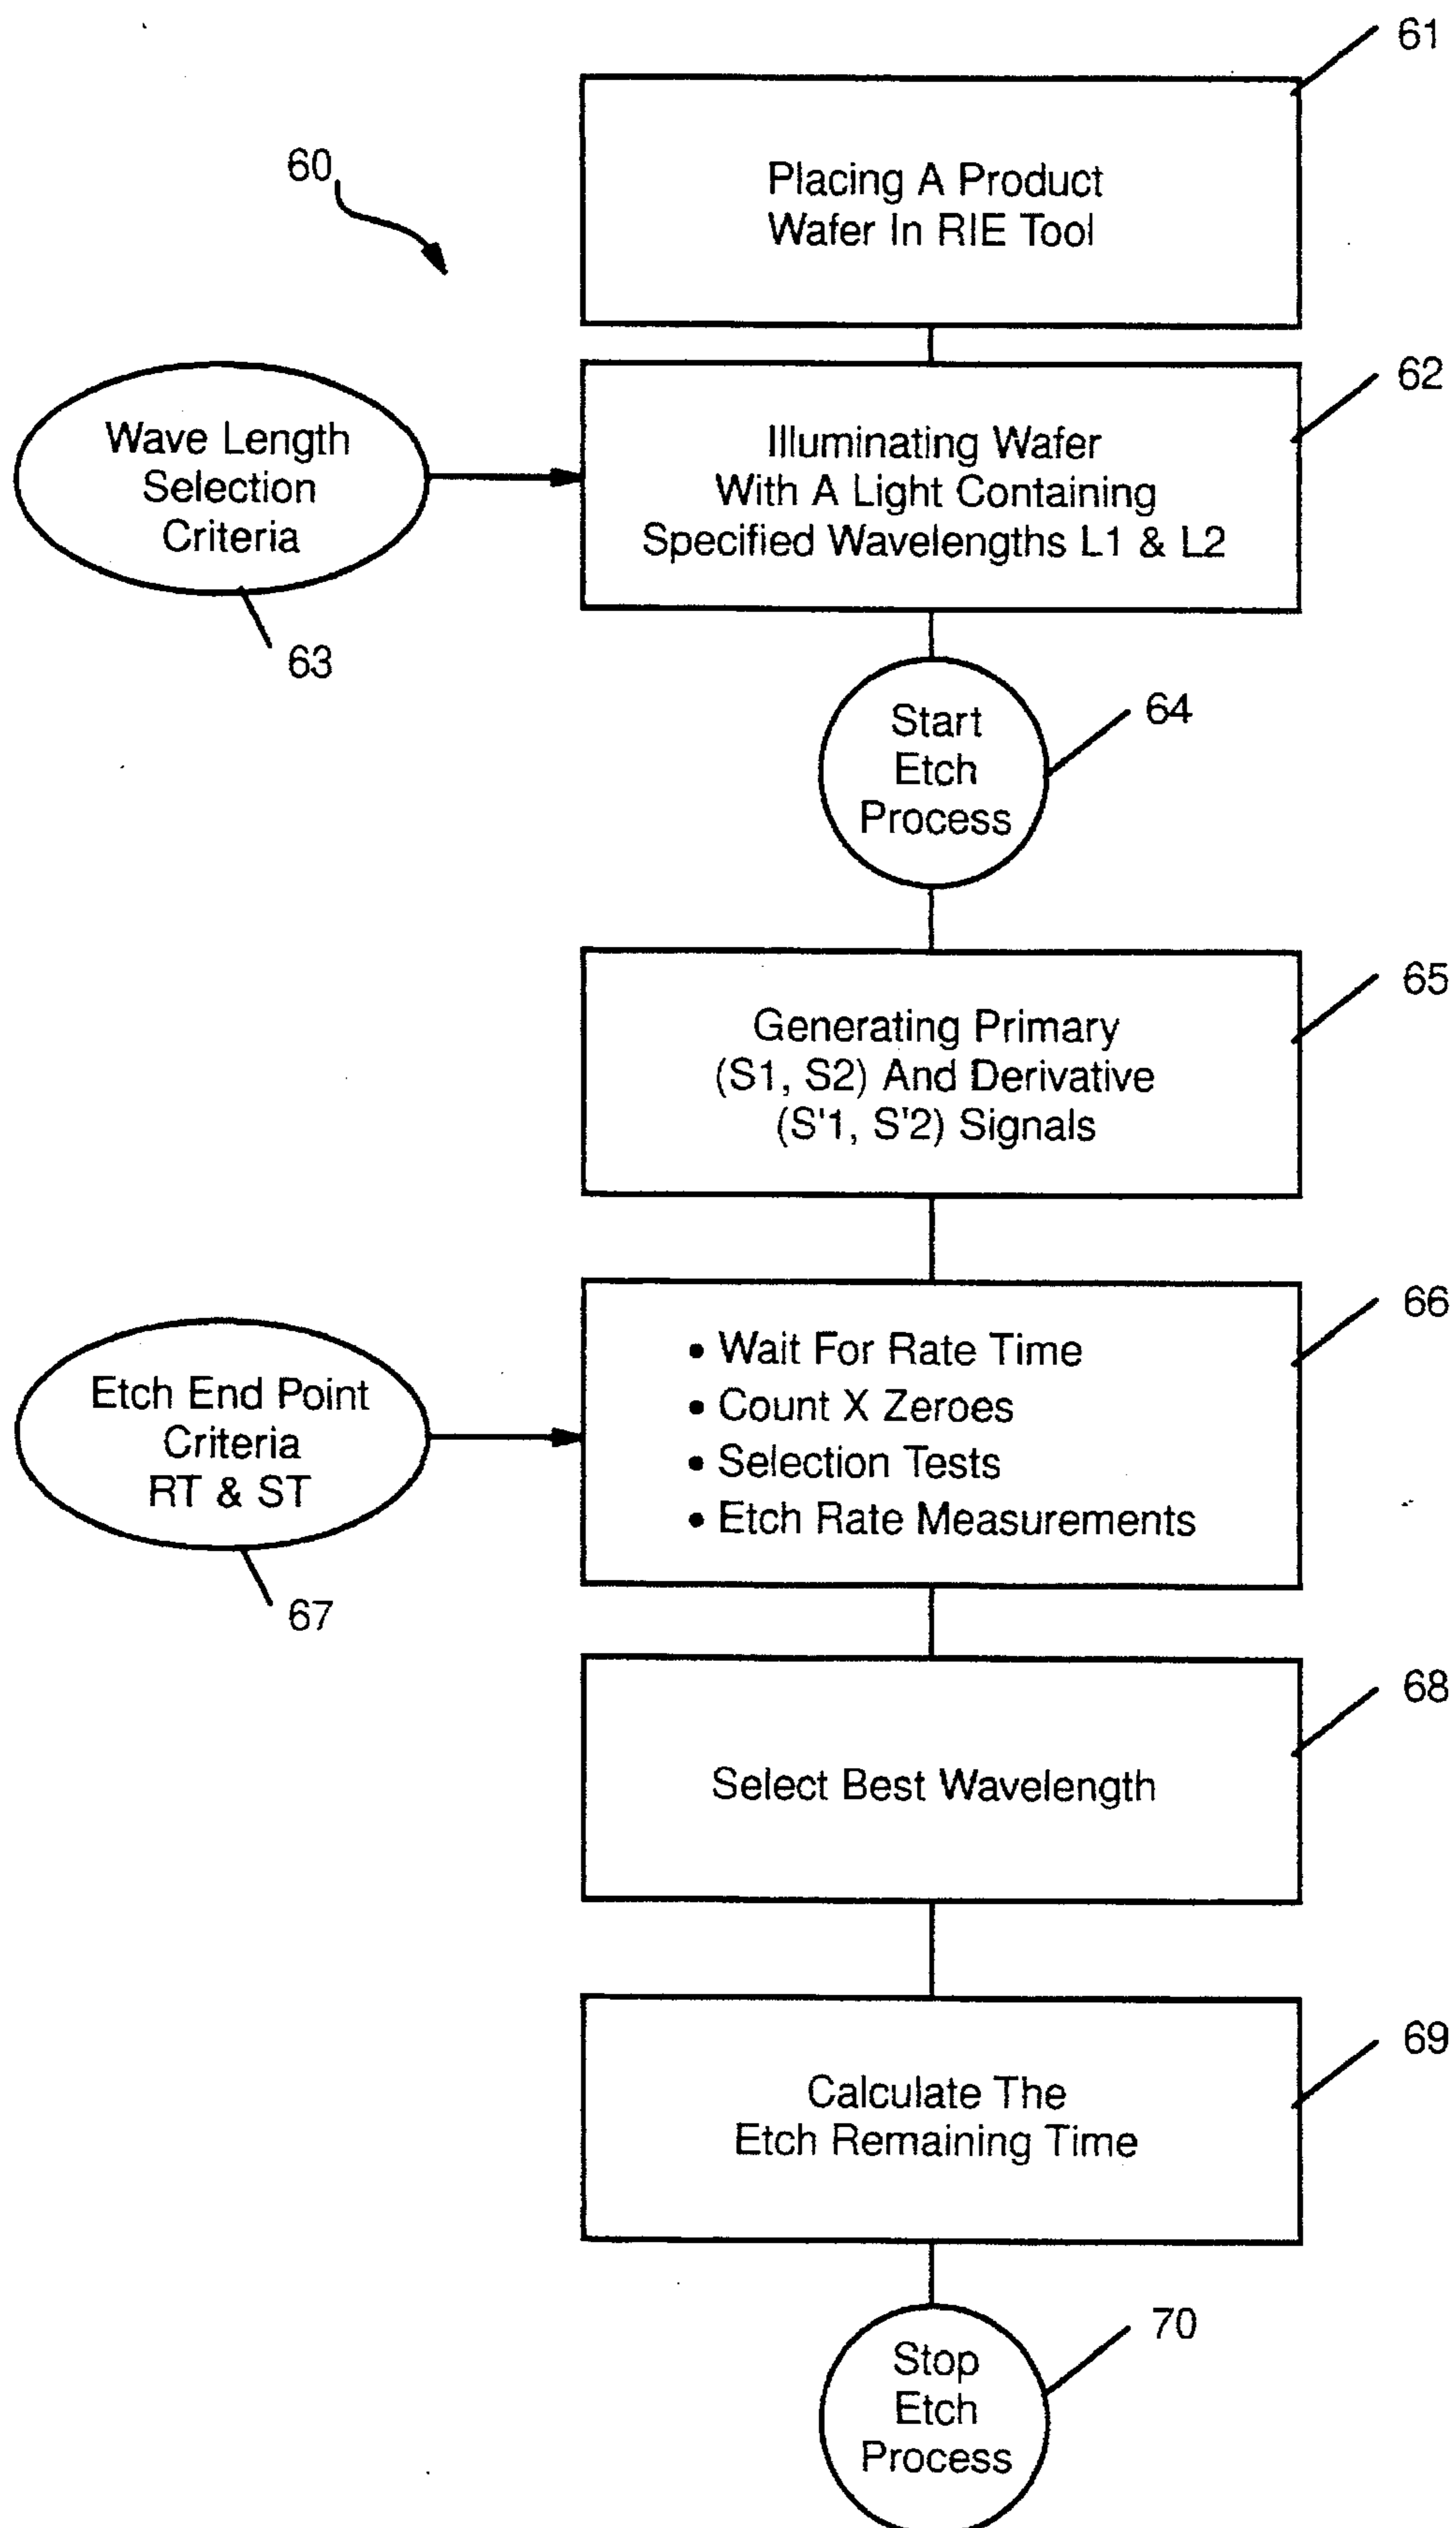 61
Placing A Product
Wafer In RIE Tool
60
62
Wave Length
Selection
Criteria
63
Illuminating Wafer
With A Light Containing
Specified Wavelengths L1 & L2
Start
Etch
Process
64
65
Generating Primary
(S1, S2) And Derivative
(S'1, S'2) Signals
66
• Wait For Rate Time
• Count X Zeroes
• Selection Tests
• Etch Rate Measurements
Etch End Point
Criteria
RT & ST
67
68
Select Best Wavelength
69
Calculate The
Etch Remaining Time
70
Stop
Etch
Process